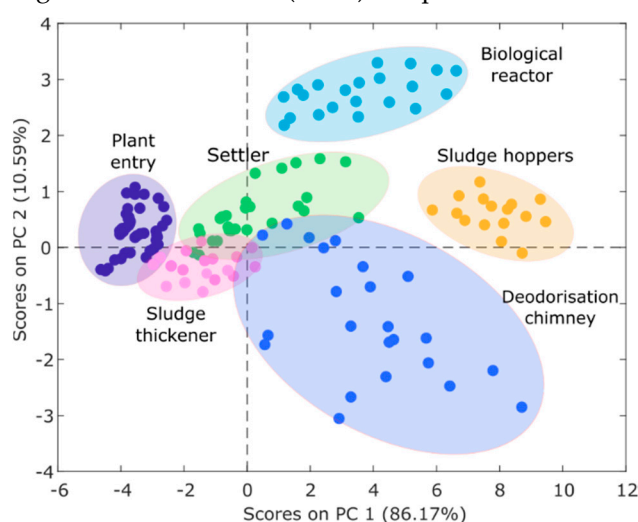 4
3
2
1
0
-1
-2
-3
-4
Scores on PC 2 (10.59%)
Biological
reactor
Plant
entry
Settler
Sludge hoppers
Sludge
thickener
Deodorisation
chimney
-6 -4 -2 0 2 4 6 8 10 12
Scores on PC 1 (86.17%)